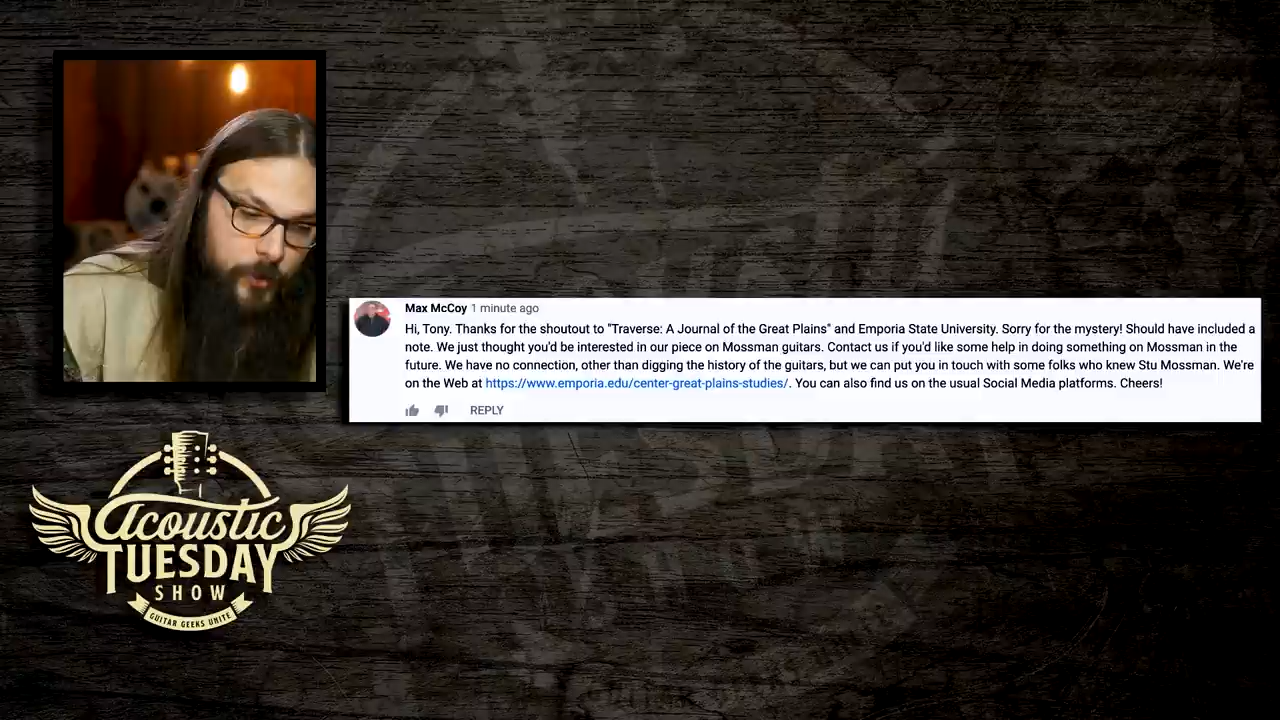 Max McCoy 1 minute ago
Hi, Tony. Thanks for the shoutout to "Traverse: A Journal of the Great Plains" and Emporia State University. Sorry for the mystery! Should have included a
note. We just thought you'd be interested in our piece on Mossman guitars. Contact us if you'd like some help in doing something on Mossman in the
future. We have no connection, other than digging the history of the guitars, but we can put you in touch with some folks who knew Stu Mossman. We're
on the Web at https://www.emporia.edu/center-great-plains-studies/. You can also find us on the usual Social Media platforms. Cheers!
REPLY
Acoustic
TUESDAY
SHOW
GUITAR GEEKS UNITE